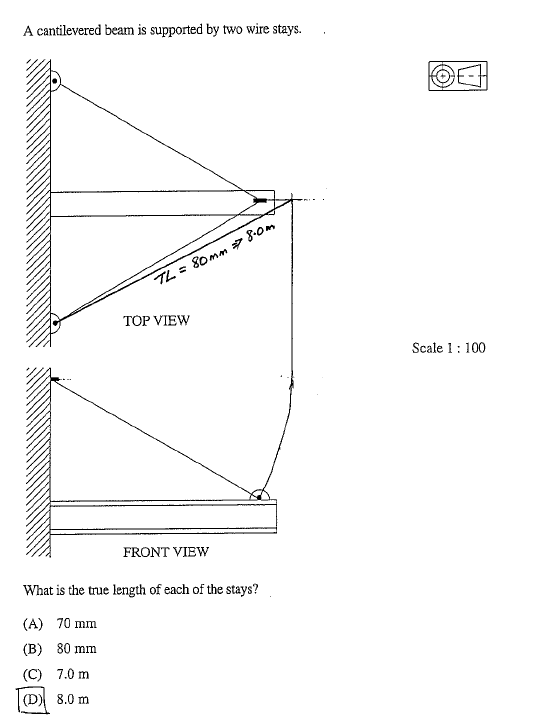 A cantilevered beam is supported by two wire stays.
TL = 80mm ⇒ 8.0m
TOP VIEW
Scale 1 : 100
FRONT VIEW
What is the true length of each of the stays?
(A) 70 mm
(B) 80 mm
(C) 7.0 m
(D) 8.0 m